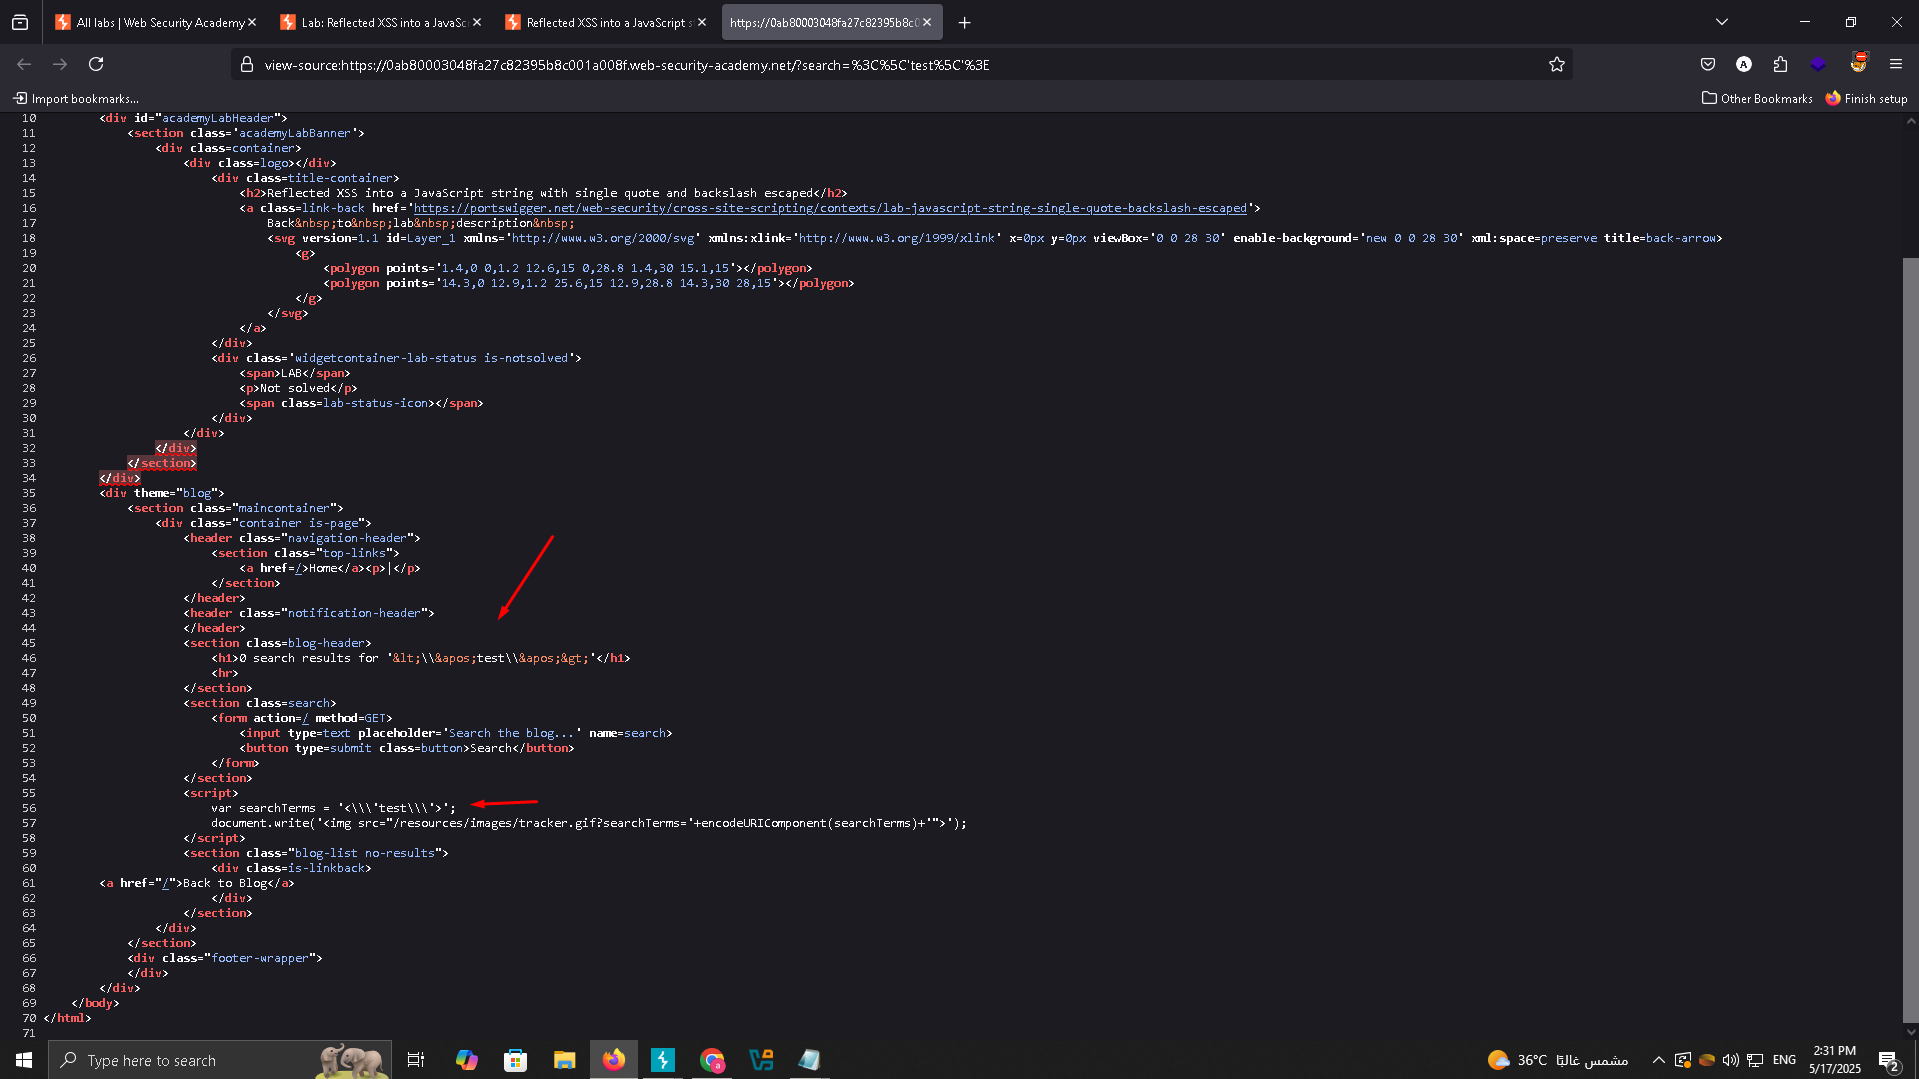 All labs | Web Security Academy
Lab: Reflected XSS into a JavaSc
Reflected XSS into a JavaScript s
https://0ab80003048fa27c82395b8c0
view-source:https://0ab80003048fa27c82395b8c001a008f.web-security-academy.net/?search=%3C%5C'test%5C'%3E
Import bookmarks...
Other Bookmarks
Finish setup
10 <div id="academyLabHeader">
11 <section class='academyLabBanner'>
12 <div class=container>
13 <div class=logo></div>
14 <div class=title-container>
15 <h2>Reflected XSS into a JavaScript string with single quote and backslash escaped</h2>
16 <a class=link-back href='https://portswigger.net/web-security/cross-site-scripting/contexts/lab-javascript-string-single-quote-backslash-escaped'>
17 Back&nbsp;to&nbsp;lab&nbsp;description&nbsp;
18 <svg version=1.1 id=Layer_1 xmlns='http://www.w3.org/2000/svg' xmlns:xlink='http://www.w3.org/1999/xlink' x=0px y=0px viewBox='0 0 28 30' enable-background='new 0 0 28 30' xml:space=preserve title=back-arrow>
19 <g>
20 <polygon points='1.4,0 0,1.2 12.6,15 0,28.8 1.4,30 15.1,15'></polygon>
21 <polygon points='14.3,0 12.9,1.2 25.6,15 12.9,28.8 14.3,30 28,15'></polygon>
22 </g>
23 </svg>
24 </a>
25 </div>
26 <div class='widgetcontainer-lab-status is-notsolved'>
27 <span>LAB</span>
28 <p>Not solved</p>
29 <span class=lab-status-icon></span>
30 </div>
31 </div>
32 </div>
33 </section>
34 </div>
35 <div theme="blog">
36 <section class="maincontainer">
37 <div class="container is-page">
38 <header class="navigation-header">
39 <section class="top-links">
40 <a href=/>Home</a><p>|</p>
41 </section>
42 </header>
43 <header class="notification-header">
44 </header>
45 <section class=blog-header>
46 <h1>0 search results for '&lt;\\&apos;test\\&apos;&gt;'</h1>
47 <hr>
48 </section>
49 <section class=search>
50 <form action=/ method=GET>
51 <input type=text placeholder='Search the blog...' name=search>
52 <button type=submit class=button>Search</button>
53 </form>
54 </section>
55 <script>
56 var searchTerms = '<\\\'test\\\'>';
57 document.write('<img src="/resources/images/tracker.gif?searchTerms='+encodeURIComponent(searchTerms)+'">');
58 </script>
59 <section class="blog-list no-results">
60 <div class=is-linkback>
61 <a href="/">Back to Blog</a>
62 </div>
63 </section>
64 </div>
65 </section>
66 <div class="footer-wrapper">
67 </div>
68 </div>
69 </body>
70 </html>
71
Type here to search
36°C مشمس غالبًا
ENG
2:31 PM
5/17/2025
2